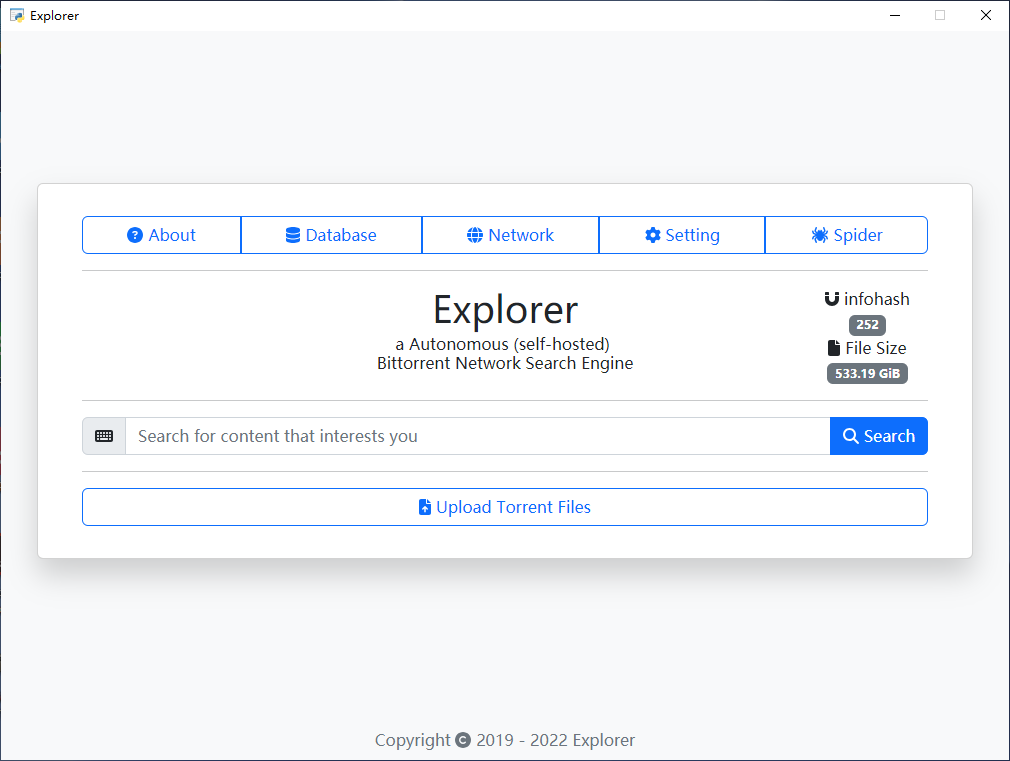 Explorer
About Database Network Setting Spider
Explorer
a Autonomous (self-hosted)
Bittorrent Network Search Engine
infohash
252
File Size
533.19 GiB
Search for content that interests you
Search
Upload Torrent Files
Copyright © 2019 - 2022 Explorer